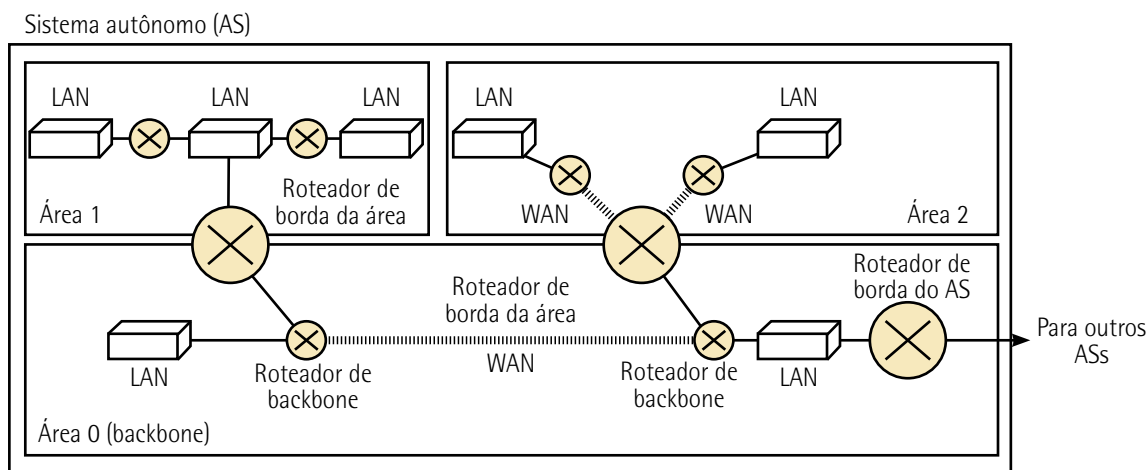 Sistema autônomo (AS)
LAN
LAN
LAN
Roteador de
borda da área
Área 1
LAN
LAN
WAN
WAN
Área 2
Roteador de
borda do AS
Roteador de
borda da área
LAN
WAN
Roteador de
backbone
Roteador de
backbone
LAN
Para outros
ASs
Área 0 (backbone)